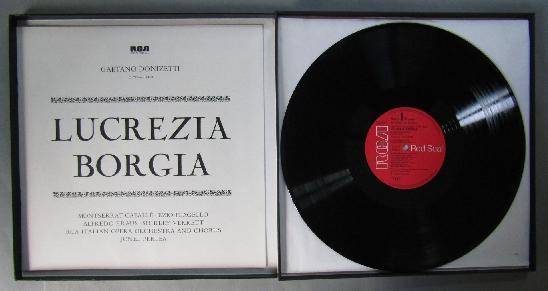 RCA
GAETANO DONIZETTI
LUCREZIA
BORGIA
MONTSERRAT CABALLÉ · EZIO FLAGELLO
ALFREDO KRAUS · SHIRLEY VERRETT
RCA ITALIAN OPERA ORCHESTRA AND CHORUS
JONEL PERLEA
RCA
Red Seal
1